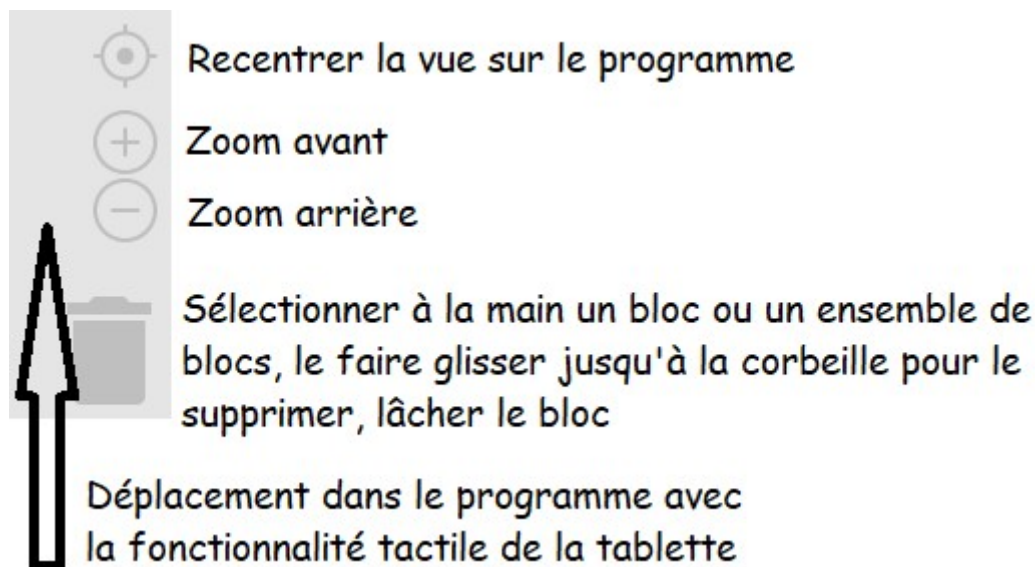 Recentrer la vue sur le programme
Zoom avant
Zoom arrière
Sélectionner à la main un bloc ou un ensemble de
blocs, le faire glisser jusqu'à la corbeille pour le
supprimer, lâcher le bloc
Déplacement dans le programme avec
la fonctionnalité tactile de la tablette